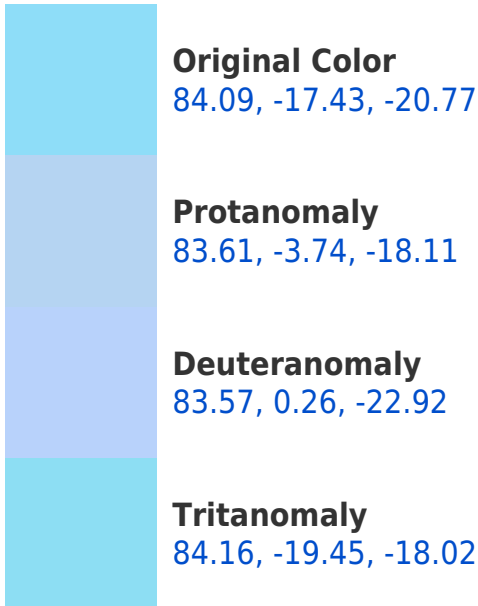 Original Color
84.09, -17.43, -20.77
Protanomaly
83.61, -3.74, -18.11
Deuteranomaly
83.57, 0.26, -22.92
Tritanomaly
84.16, -19.45, -18.02